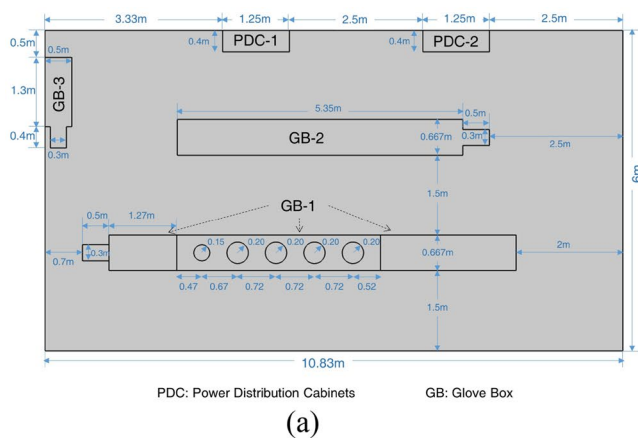 3.33m 1.25m 2.5m 1.25m 2.5m
0.5m 0.4m PDC-1 0.4m PDC-2
0.5m
1.3m GB-3
5.35m 0.5m
GB-2 0.667m 0.3m
0.4m 2.5m 6m
0.3m
1.5m
GB-1
0.5m 1.27m
0.15 0.20 0.20 0.20 0.20
0.7m 0.3m 0.667m 2m
0.47 0.67 0.72 0.72 0.72 0.52
1.5m
10.83m
PDC: Power Distribution Cabinets GB: Glove Box
(a)